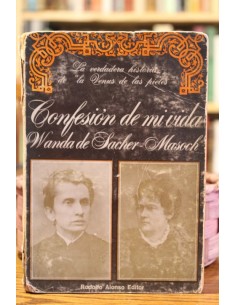 La verdadera historia
de la Venus de las pieles
Confesión de mi vida
Wanda de Sacher-Masoch
Rodolfo Alonso Editor